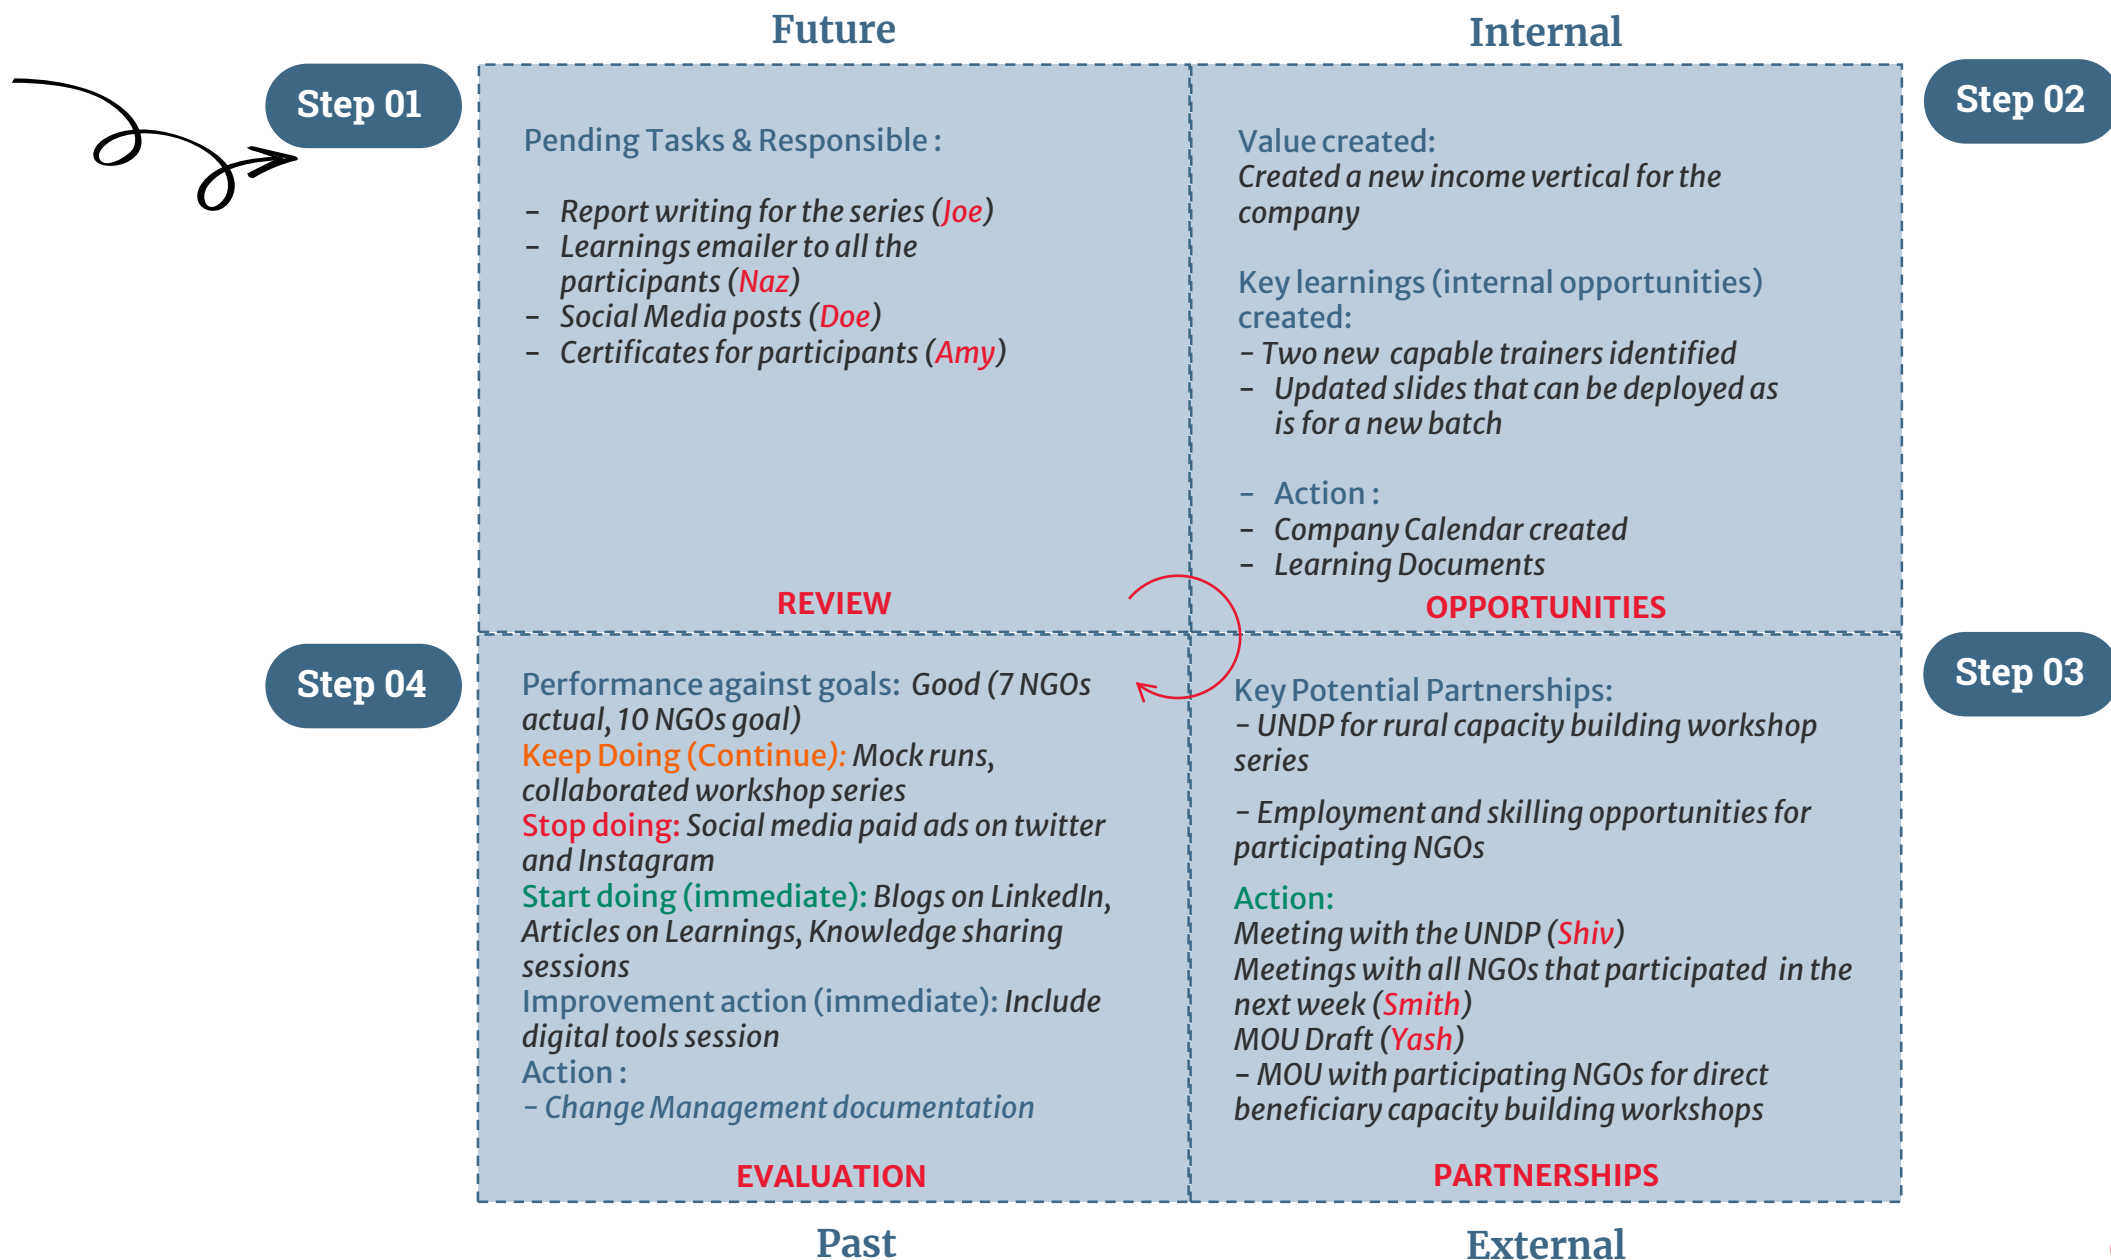 Future
Internal
Step 01
Step 02
Pending Tasks & Responsible :
- Report writing for the series (Joe)
- Learnings emailer to all the
participants (Naz)
- Social Media posts (Doe)
- Certificates for participants (Amy)
REVIEW
Value created:
Created a new income vertical for the
company
Key learnings (internal opportunities)
created:
- Two new capable trainers identified
- Updated slides that can be deployed as
is for a new batch
- Action :
- Company Calendar created
- Learning Documents
OPPORTUNITIES
Step 04
Step 03
Performance against goals: Good (7 NGOs
actual, 10 NGOs goal)
Keep Doing (Continue): Mock runs,
collaborated workshop series
Stop doing: Social media paid ads on twitter
and Instagram
Start doing (immediate): Blogs on LinkedIn,
Articles on Learnings, Knowledge sharing
sessions
Improvement action (immediate): Include
digital tools session
Action :
- Change Management documentation
EVALUATION
Key Potential Partnerships:
- UNDP for rural capacity building workshop
series
- Employment and skilling opportunities for
participating NGOs
Action:
Meeting with the UNDP (Shiv)
Meetings with all NGOs that participated in the
next week (Smith)
MOU Draft (Yash)
- MOU with participating NGOs for direct
beneficiary capacity building workshops
PARTNERSHIPS
Past
External